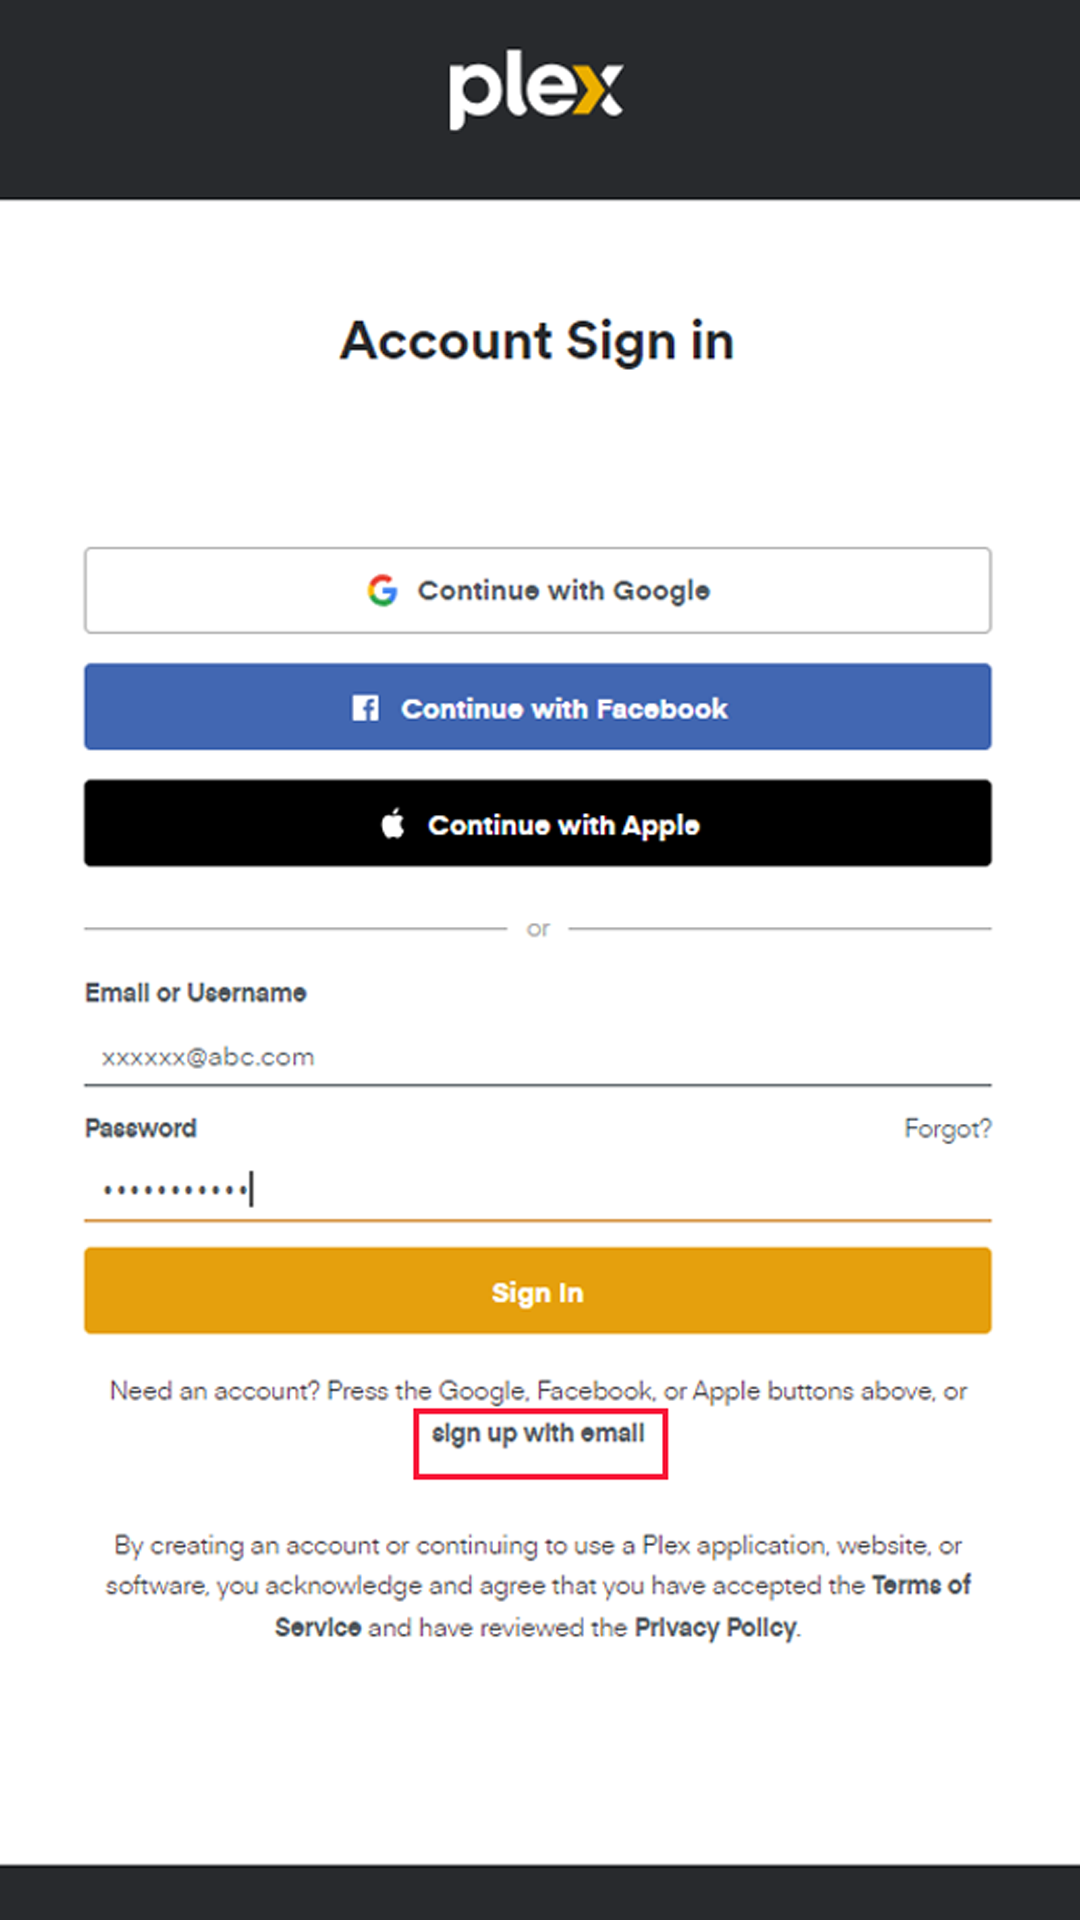 plex
Account Sign in
Continue with Google
Continue with Facebook
Continue with Apple
or
Email or Username
xxxxxx@abc.com
Password Forgot?
•••••••••••
Sign In
Need an account? Press the Google, Facebook, or Apple buttons above, or
sign up with email
By creating an account or continuing to use a Plex application, website, or
software, you acknowledge and agree that you have accepted the Terms of
Service and have reviewed the Privacy Policy.